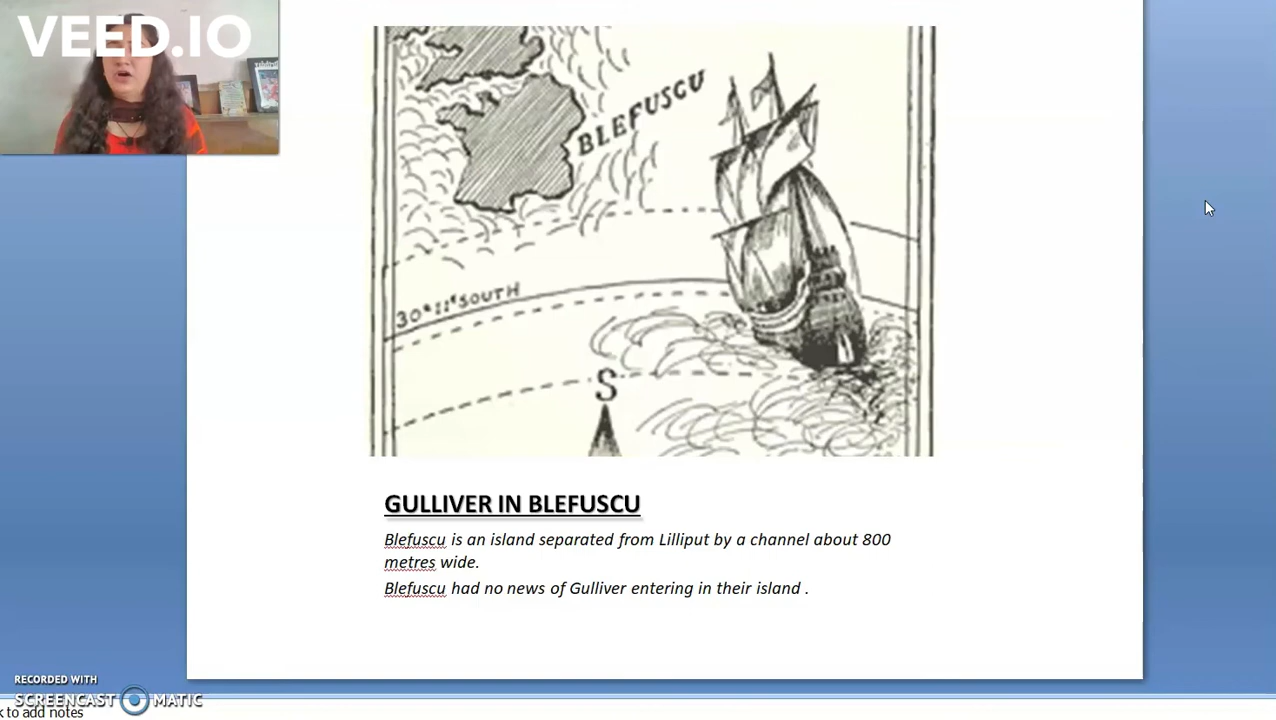 VEED.IO
BLEFUSCU
30°11" SOUTH
S
GULLIVER IN BLEFUSCU
Blefuscu is an island separated from Lilliput by a channel about 800
metres wide.
Blefuscu had no news of Gulliver entering in their island .
RECORDED WITH
SCREENCAST MATIC
k to add notes